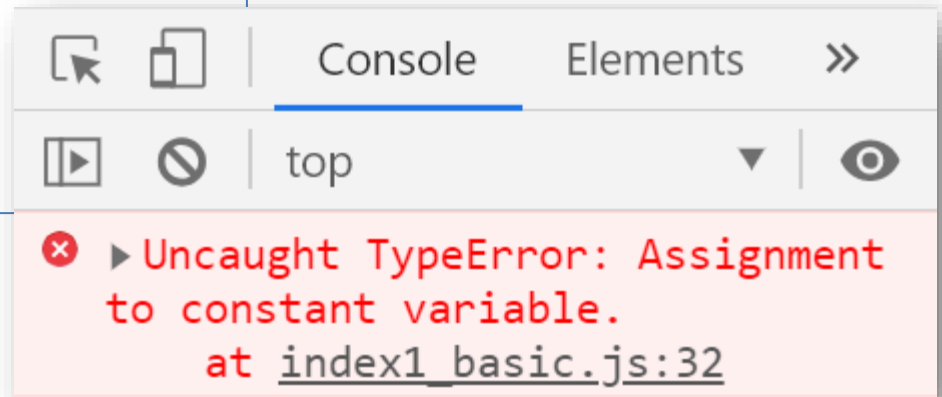 Console Elements »
top
Uncaught TypeError: Assignment
to constant variable.
at index1_basic.js:32